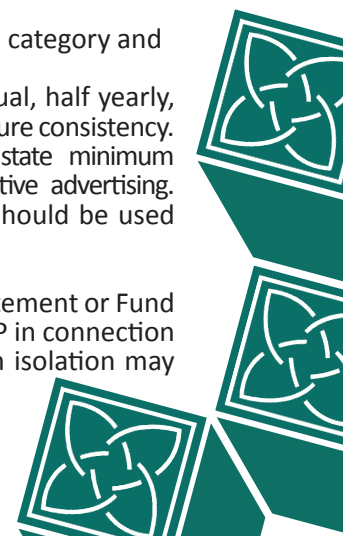 category and
ual, half yearly,
ure consistency.
state minimum
tive advertising.
hould be used
tement or Fund
P in connection
n isolation may